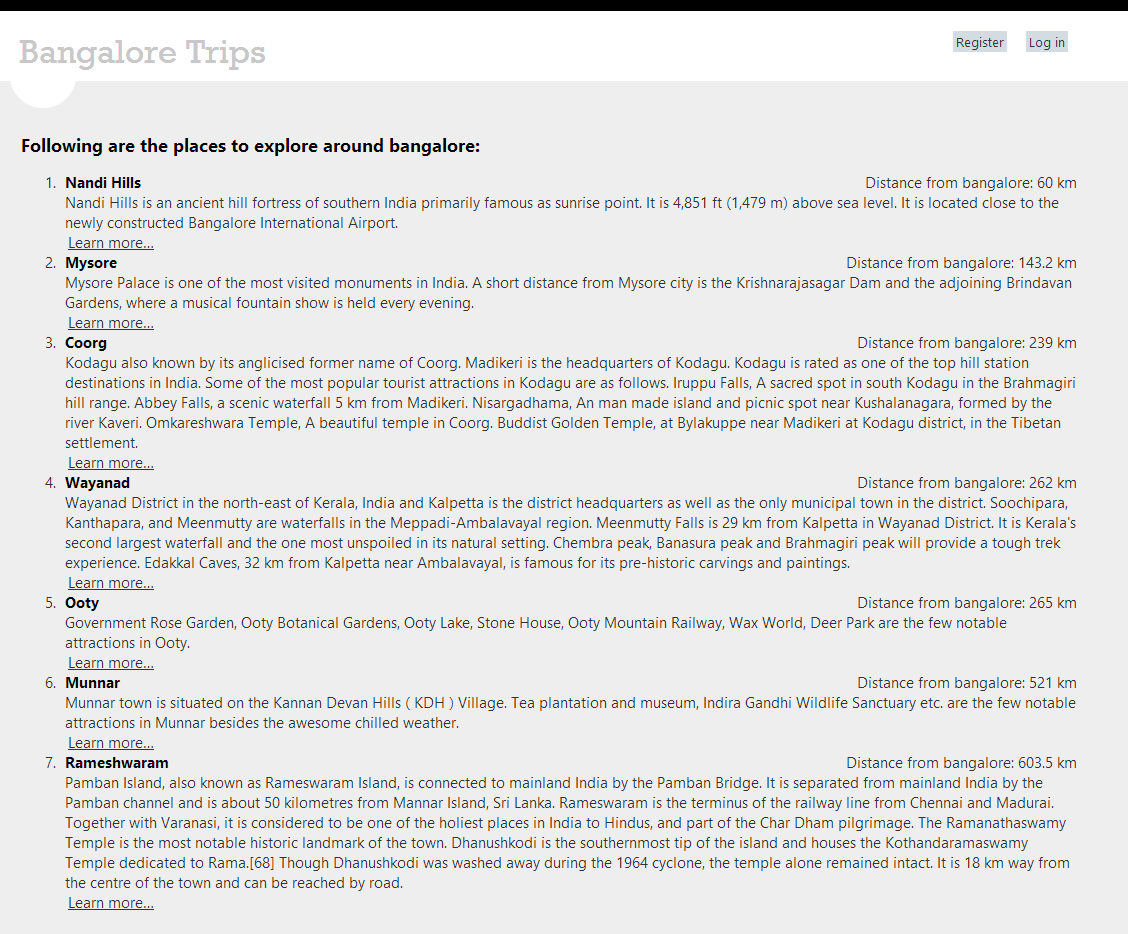 Bangalore Trips
Register Log in
Following are the places to explore around bangalore:
1. Nandi Hills Distance from bangalore: 60 km
Nandi Hills is an ancient hill fortress of southern India primarily famous as sunrise point. It is 4,851 ft (1,479 m) above sea level. It is located close to the
newly constructed Bangalore International Airport.
Learn more...
2. Mysore Distance from bangalore: 143.2 km
Mysore Palace is one of the most visited monuments in India. A short distance from Mysore city is the Krishnarajasagar Dam and the adjoining Brindavan
Gardens, where a musical fountain show is held every evening.
Learn more...
3. Coorg Distance from bangalore: 239 km
Kodagu also known by its anglicised former name of Coorg. Madikeri is the headquarters of Kodagu. Kodagu is rated as one of the top hill station
destinations in India. Some of the most popular tourist attractions in Kodagu are as follows. Iruppu Falls, A sacred spot in south Kodagu in the Brahmagiri
hill range. Abbey Falls, a scenic waterfall 5 km from Madikeri. Nisargadhama, An man made island and picnic spot near Kushalanagara, formed by the
river Kaveri. Omkareshwara Temple, A beautiful temple in Coorg. Buddist Golden Temple, at Bylakuppe near Madikeri at Kodagu district, in the Tibetan
settlement.
Learn more...
4. Wayanad Distance from bangalore: 262 km
Wayanad District in the north-east of Kerala, India and Kalpetta is the district headquarters as well as the only municipal town in the district. Soochipara,
Kanthapara, and Meenmutty are waterfalls in the Meppadi-Ambalavayal region. Meenmutty Falls is 29 km from Kalpetta in Wayanad District. It is Kerala's
second largest waterfall and the one most unspoiled in its natural setting. Chembra peak, Banasura peak and Brahmagiri peak will provide a tough trek
experience. Edakkal Caves, 32 km from Kalpetta near Ambalavayal, is famous for its pre-historic carvings and paintings.
Learn more...
5. Ooty Distance from bangalore: 265 km
Government Rose Garden, Ooty Botanical Gardens, Ooty Lake, Stone House, Ooty Mountain Railway, Wax World, Deer Park are the few notable
attractions in Ooty.
Learn more...
6. Munnar Distance from bangalore: 521 km
Munnar town is situated on the Kannan Devan Hills ( KDH ) Village. Tea plantation and museum, Indira Gandhi Wildlife Sanctuary etc. are the few notable
attractions in Munnar besides the awesome chilled weather.
Learn more...
7. Rameshwaram Distance from bangalore: 603.5 km
Pamban Island, also known as Rameswaram Island, is connected to mainland India by the Pamban Bridge. It is separated from mainland India by the
Pamban channel and is about 50 kilometres from Mannar Island, Sri Lanka. Rameswaram is the terminus of the railway line from Chennai and Madurai.
Together with Varanasi, it is considered to be one of the holiest places in India to Hindus, and part of the Char Dham pilgrimage. The Ramanathaswamy
Temple is the most notable historic landmark of the town. Dhanushkodi is the southernmost tip of the island and houses the Kothandaramaswamy
Temple dedicated to Rama.[68] Though Dhanushkodi was washed away during the 1964 cyclone, the temple alone remained intact. It is 18 km way from
the centre of the town and can be reached by road.
Learn more...